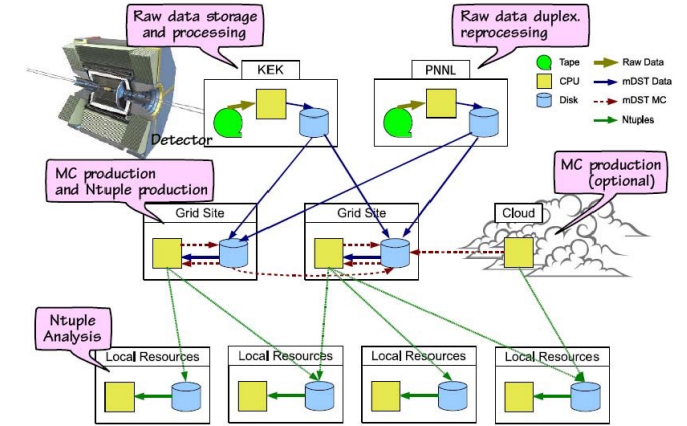 Raw data storage
and processing
Raw data duplex.
reprocessing
KEK
PNNL
Tape
CPU
Disk
Raw Data
mDST Data
mDST MC
Ntuples
Detector
MC production
and Ntuple production
MC production
(optional)
Grid Site
Grid Site
Cloud
Ntuple
Analysis
Local Resources
Local Resources
Local Resources
Local Resources